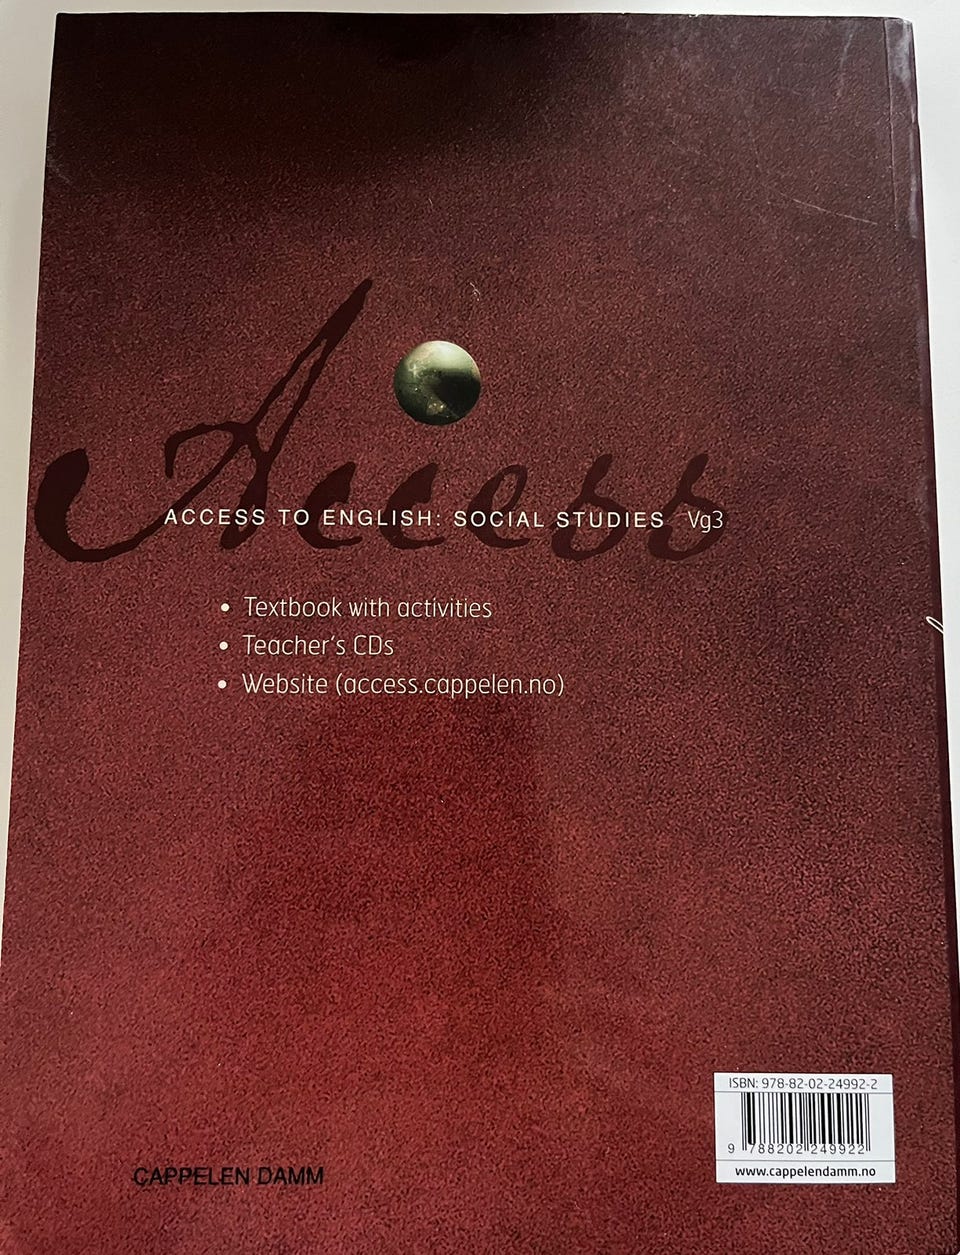 Access
ACCESS TO ENGLISH: SOCIAL STUDIES Vg3
• Textbook with activities
• Teacher's CDs
• Website (access.cappelen.no)
ISBN: 978-82-02-24992-2
9 788202 249922
www.cappelendamm.no
CAPPELEN DAMM